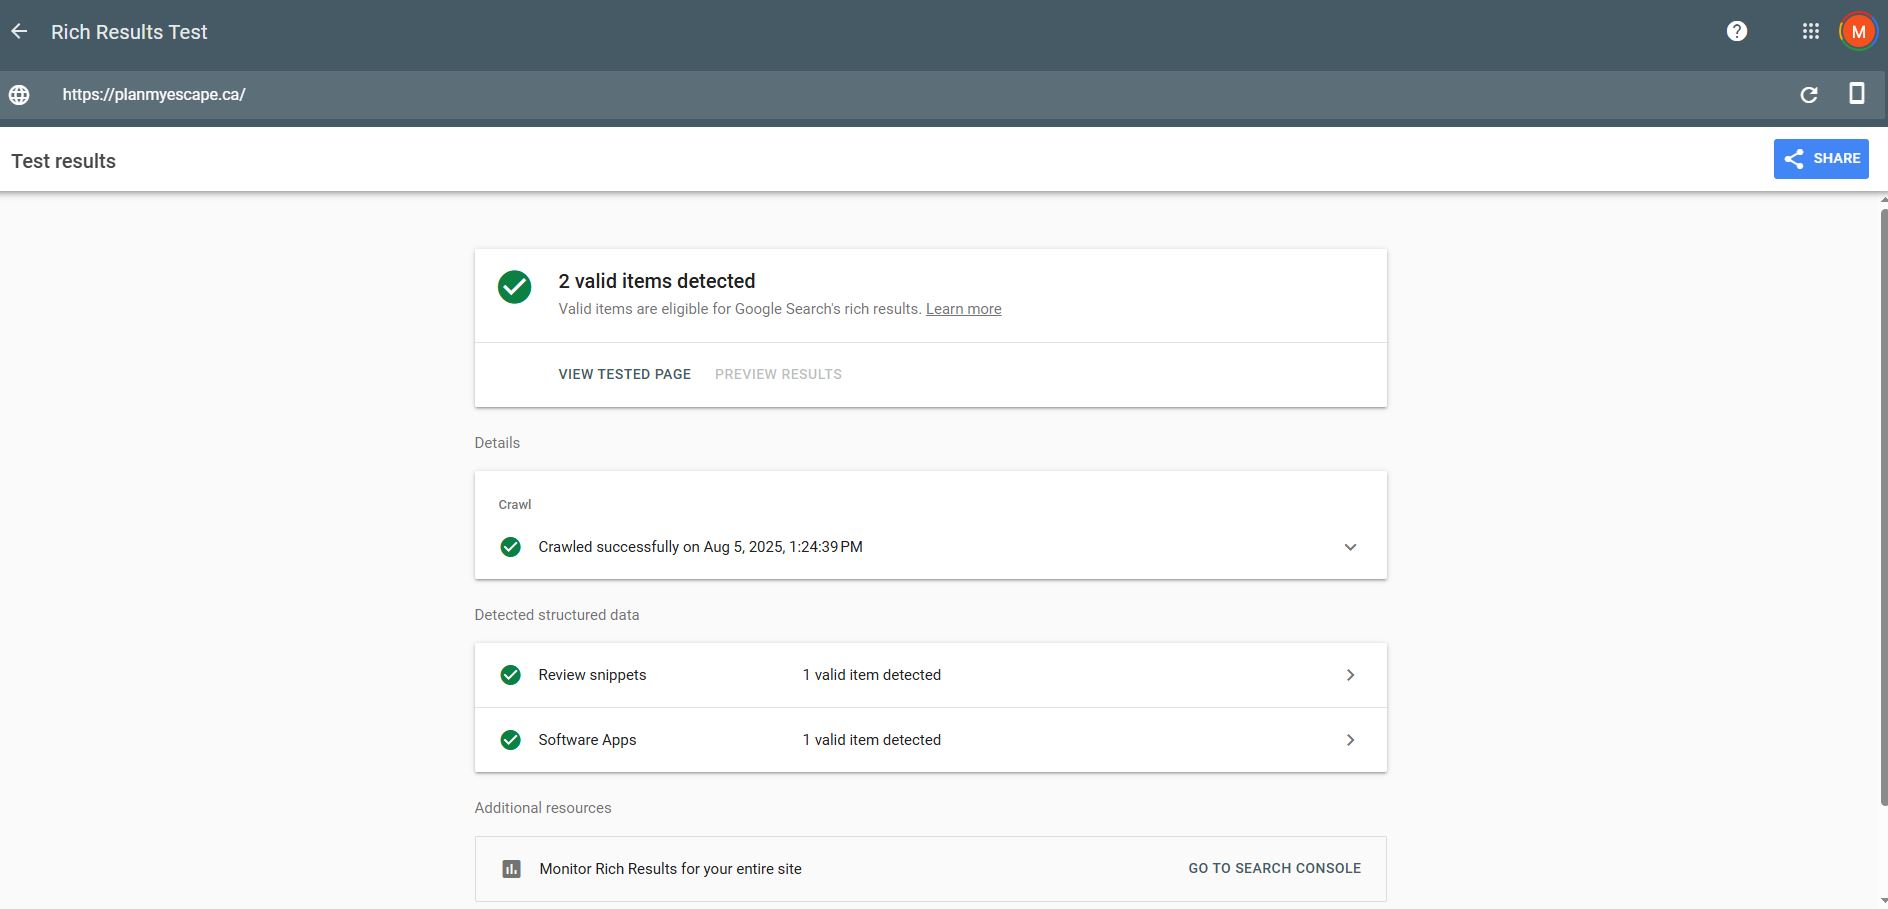 Rich Results Test
M
https://planmyescape.ca/
Test results
SHARE
2 valid items detected
Valid items are eligible for Google Search's rich results. Learn more
VIEW TESTED PAGE PREVIEW RESULTS
Details
Crawl
Crawled successfully on Aug 5, 2025, 1:24:39 PM
Detected structured data
Review snippets 1 valid item detected
Software Apps 1 valid item detected
Additional resources
Monitor Rich Results for your entire site GO TO SEARCH CONSOLE